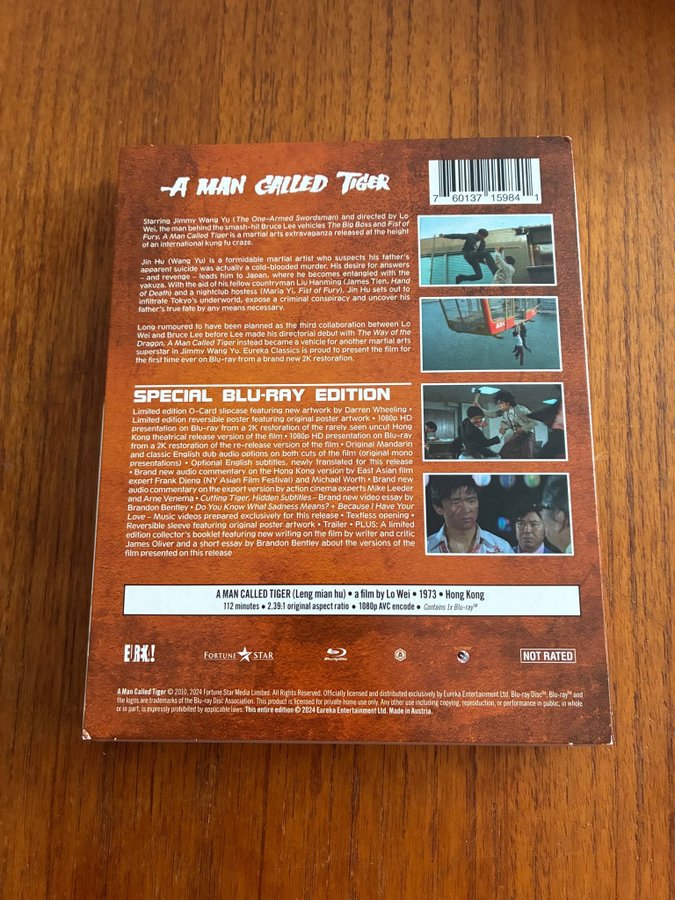 A MAN CALLED TIGER
7 60137 15984 1
Starring Jimmy Wang Yu (The One-Armed Swordsman) and directed by Lo
Wei, the man behind the smash-hit Bruce Lee vehicles The Big Boss and Fist of
Fury, A Man Called Tiger is a martial arts extravaganza released at the height
of an international kung fu craze.
Jin Hu (Wang Yu) is a formidable martial artist who suspects his father's
apparent suicide was actually a cold-blooded murder. His desire for answers
– and revenge – leads him to Japan, where he becomes entangled with the
yakuza. With the aid of his fellow countryman Liu Hanming (James Tien, Hand
of Death) and a nightclub hostess (Maria Yi, Fist of Fury), Jin Hu sets out to
infiltrate Tokyo's underworld, expose a criminal conspiracy and uncover his
father's true fate by any means necessary.
Long rumoured to have been planned as the third collaboration between Lo
Wei and Bruce Lee before Lee made his directorial debut with The Way of the
Dragon, A Man Called Tiger instead became a vehicle for another martial arts
superstar in Jimmy Wang Yu. Eureka Classics is proud to present the film for
the first time ever on Blu-ray from a brand new 2K restoration.
SPECIAL BLU-RAY EDITION
Limited edition O-Card slipcase featuring new artwork by Darren Wheeling •
Limited edition reversible poster featuring original poster artwork • 1080p HD
presentation on Blu-ray from a 2K restoration of the rarely seen uncut Hong
Kong theatrical release version of the film • 1080p HD presentation on Blu-ray
from a 2K restoration of the re-release version of the film • Original Mandarin
and classic English dub audio options on both cuts of the film (original mono
presentations) • Optional English subtitles, newly translated for this release
• Brand new audio commentary on the Hong Kong version by East Asian film
expert Frank Djeng (NY Asian Film Festival) and Michael Worth • Brand new
audio commentary on the export version by action cinema experts Mike Leeder
and Arne Venema • Cutting Tiger, Hidden Subtitles – Brand new video essay by
Brandon Bentley • Do You Know What Sadness Means? + Because I Have Your
Love – Music videos prepared exclusively for this release • Textless opening •
Reversible sleeve featuring original poster artwork • Trailer • PLUS: A limited
edition collector's booklet featuring new writing on the film by writer and critic
James Oliver and a short essay by Brandon Bentley about the versions of the
film presented on this release
A MAN CALLED TIGER (Leng mian hu) • a film by Lo Wei • 1973 • Hong Kong
112 minutes • 2.39:1 original aspect ratio • 1080p AVC encode • Contains 1x Blu-ray™
EUREKA!
FORTUNE STAR
Blu-ray Disc
A
NOT RATED
A Man Called Tiger © 2010, 2024 Fortune Star Media Limited. All Rights Reserved. Officially licensed and distributed exclusively by Eureka Entertainment Ltd. Blu-ray Disc™, Blu-ray™ and
the logos are trademarks of the Blu-ray Disc Association. This product is licensed for private home use only. Any other use including copying, reproduction, or performance in public, in whole
or in part, is expressly prohibited by applicable laws. This entire edition © 2024 Eureka Entertainment Ltd. Made in Austria.